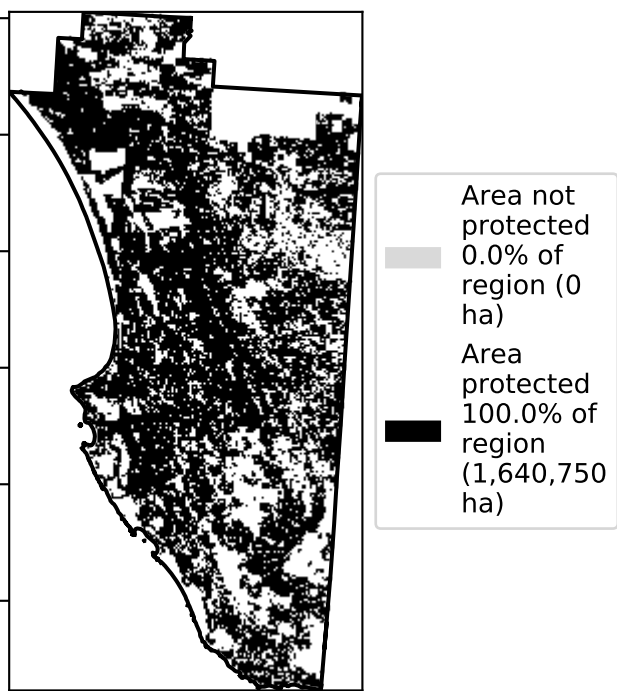 Area not
protected
0.0% of
region (0
ha)
Area
protected
100.0% of
region
(1,640,750
ha)